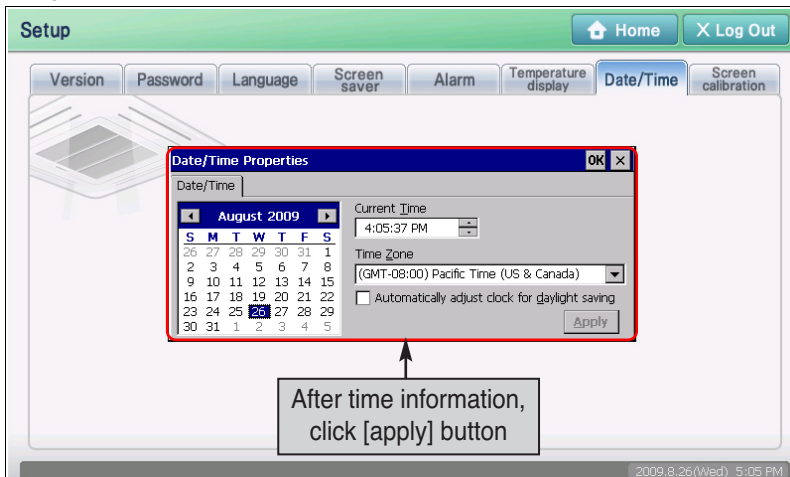 Setup
Home
X Log Out
Version
Password
Language
Screen
saver
Alarm
Temperature
display
Date/Time
Screen
calibration
Date/Time Properties
OK ×
Date/Time
August 2009
S M T W T F S
26 27 28 29 30 31 1
2 3 4 5 6 7 8
9 10 11 12 13 14 15
16 17 18 19 20 21 22
23 24 25 26 27 28 29
30 31 1 2 3 4 5
Current Time
4:05:37 PM
Time Zone
(GMT-08:00) Pacific Time (US & Canada)
Automatically adjust clock for daylight saving
Apply
After time information,
click [apply] button
2009.8.26(Wed) 5:05 PM